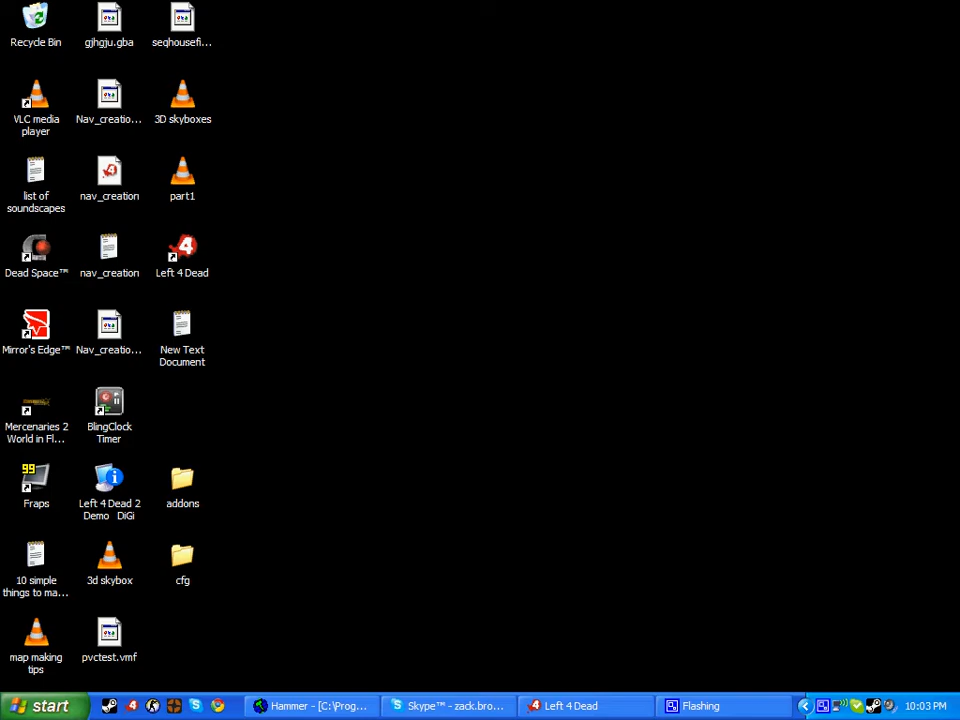 Recycle Bin
gjhgju.gba
seqhousefi...
VLC media
player
Nav_creatio...
3D skyboxes
list of
soundscapes
nav_creation
part1
Dead Space™
nav_creation
4
Left 4 Dead
Mirror's Edge™
Nav_creatio...
New Text
Document
Mercenaries 2
World in Fl...
BlingClock
Timer
99
Fraps
Left 4 Dead 2
Demo DiGi
addons
10 simple
things to ma...
3d skybox
cfg
map making
tips
pvctest.vmf
start
Hammer - [C:\Prog...
Skype™ - zack.bro...
Left 4 Dead
Flashing
10:03 PM